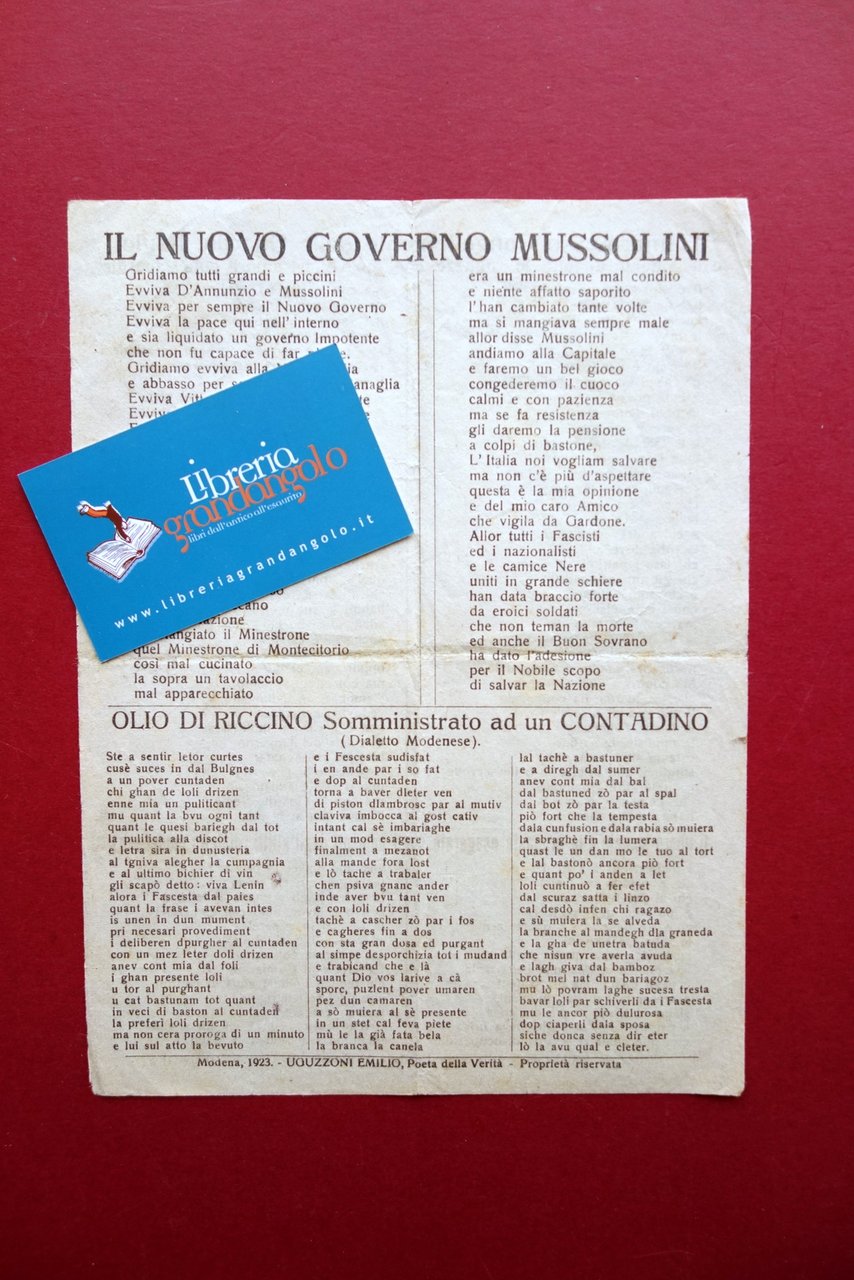 IL NUOVO GOVERNO MUSSOLINI
Gridiamo tutti grandi e piccini
Evviva D'Annunzio e Mussolini
Evviva per sempre il Nuovo Governo
Evviva la pace qui nell' interno
e sia liquidato un governo Impotente
che non fu capace di far
Gridiamo evviva alla
e abbasso per
Evviva
Evviva
il Minestrone
quel Minestrone di Montecitorio
così mal cucinato
la sopra un tavolaccio
mal apparecchiato
era un minestrone mal condito
e niente affatto saporito
l'han cambiato tante volte
ma si mangiava sempre male
allor disse Mussolini
andiamo alla Capitale
e faremo un bel gioco
congederemo il cuoco
calmi e con pazienza
ma se fa resistenza
gli daremo la pensione
a colpi di bastone,
L' Italia noi vogliam salvare
ma non c'è più d'aspettare
questa è la mia opinione
e del mio caro Amico
che vigila da Gardone.
Allor tutti i Fascisti
ed i nazionalisti
e le camice Nere
uniti in grande schiere
han data braccio forte
da eroici soldati
che non teman la morte
ed anche il Buon Sovrano
ha dato l'adesione
per il Nobile scopo
di salvar la Nazione
Libreria
grandangolo
libri dall'antico all'esaurito
www.libreriagrandangolo.it
OLIO DI RICCINO Somministrato ad un CONTADINO
(Dialetto Modenese).
Ste a sentir letor curtes
cusè suces in dal Bulgnes
a un pover cuntaden
chi ghan de loli drizen
enne mia un puliticant
mu quant la bvu ogni tant
quant le quesi bariegh dal tot
la pulitica alla discot
e letra sira in dunusteria
al tgniva alegher la cumpagnia
e al ultimo bichier di vin
gli scapò detto: viva Lenin
alora i Fascesta dal paies
quant la frase i avevan intes
is unen in dun mument
pri necesari provediment
i deliberen dpurgher al cuntaden
con un mez leter doli drizen
anev cont mia dal foli
i ghan presente loli
u tor al purghant
u cat bastunam tot quant
in veci di baston al cuntaden
la preferì loli drizen
ma non cera proroga di un minuto
e lui sul atto la bevuto
e i Fescesta sudisfat
i en ande par i so fat
e dop al cuntaden
torna a baver dleter ven
di piston dlambrosc par al mutiv
claviva imbocca al gost cativ
intant cal sè imbariaghe
in un mod esagere
finalment a mezanot
alla mande fora lost
e lò tache a trabaler
chen psiva gnanc ander
inde aver bvu tant ven
e con loli drizen
tachè a cascher zò par i fos
e cagheres fin a dos
con sta gran dosa ed purgant
al simpe desporchizia tot i mudand
e trabicand che e là
quant Dio vos larive a cà
sporc, puzlent pover umaren
pez dun camaren
a sò muiera al sè presente
in un stet cal feva piete
mù le la già fata bela
la branca la canela
lal tachè a bastuner
e a diregh dal sumer
anev cont mia da bal
dal bastuned zò par al spal
dal bot zò par la testa
piò fort che la tempesta
dala cunfusion e dala rabia sò muiera
la sbraghè fin la lumera
quast le un dan mo le tuo al tort
e lal bastonò ancora piò fort
e quant po' i anden a let
loli cuntinuò a fer efet
dal scuraz satta i linzo
cal desdò infen chi ragazo
e sù muiera la se alveda
la branche al mandegh dla graneda
e la gha de unetra batuda
che nisun vre averla avuda
e lagh giva dal bamboz
brot mei nat dun bariagoz
mu lò povram laghe sucesa tresta
bavar loli par schiverli da i Fascesta
mu le ancor piò dulurosa
dop ciaperli daia sposa
siche donca senza dir eter
lò la avu qual e cleter.
Modena, 1923. - UGUZZONI EMILIO, Poeta della Verità - Proprietà riservata